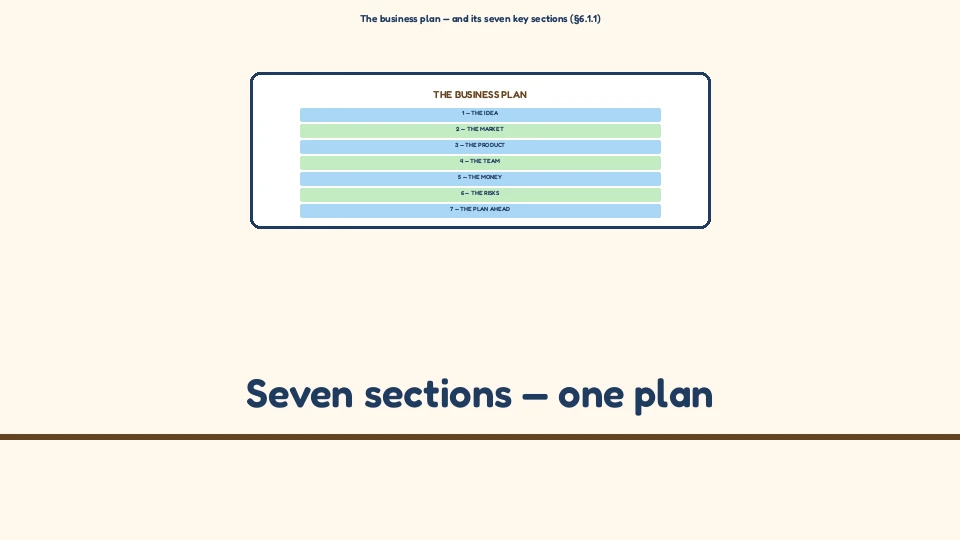 The business plan — and its seven key sections (§6.1.1)
THE BUSINESS PLAN
1 — THE IDEA
2 — THE MARKET
3 — THE PRODUCT
4 — THE TEAM
5 — THE MONEY
6 — THE RISKS
7 — THE PLAN AHEAD
Seven sections — one plan